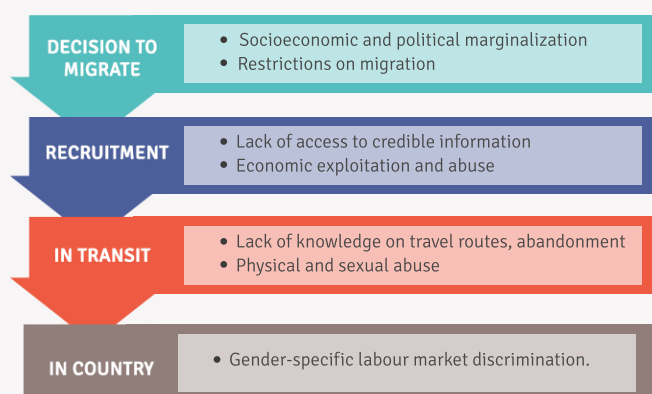 DECISION TO
MIGRATE
• Socioeconomic and political marginalization
• Restrictions on migration
RECRUITMENT
• Lack of access to credible information
• Economic exploitation and abuse
IN TRANSIT
• Lack of knowledge on travel routes, abandonment
• Physical and sexual abuse
IN COUNTRY
• Gender-specific labour market discrimination.